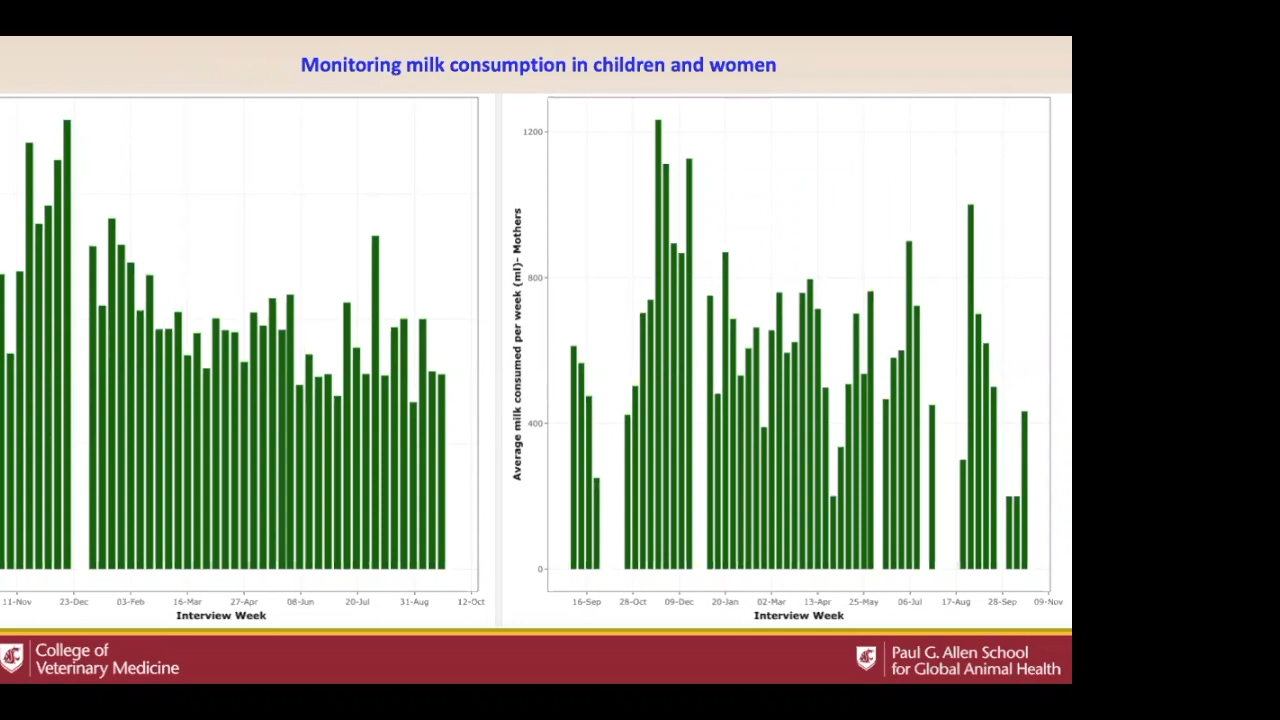 Monitoring milk consumption in children and women
11-Nov 23-Dec 03-Feb 16-Mar 27-Apr 08-Jun 20-Jul 31-Aug 12-Oct
Interview Week
Average milk consumed per week (ml)- Mothers
1200
800
400
0
16-Sep 28-Oct 09-Dec 20-Jan 02-Mar 13-Apr 25-May 06-Jul 17-Aug 28-Sep 09-Nov
Interview Week
College of
Veterinary Medicine
Paul G. Allen School
for Global Animal Health